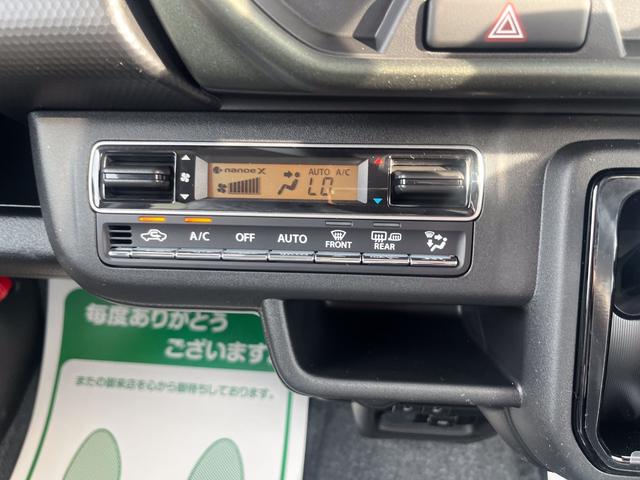 nanoe X
AUTO A/C
LO
A/C OFF AUTO FRONT REAR
毎度ありがとう
ございます
またの御来店を心から御待ちしております。